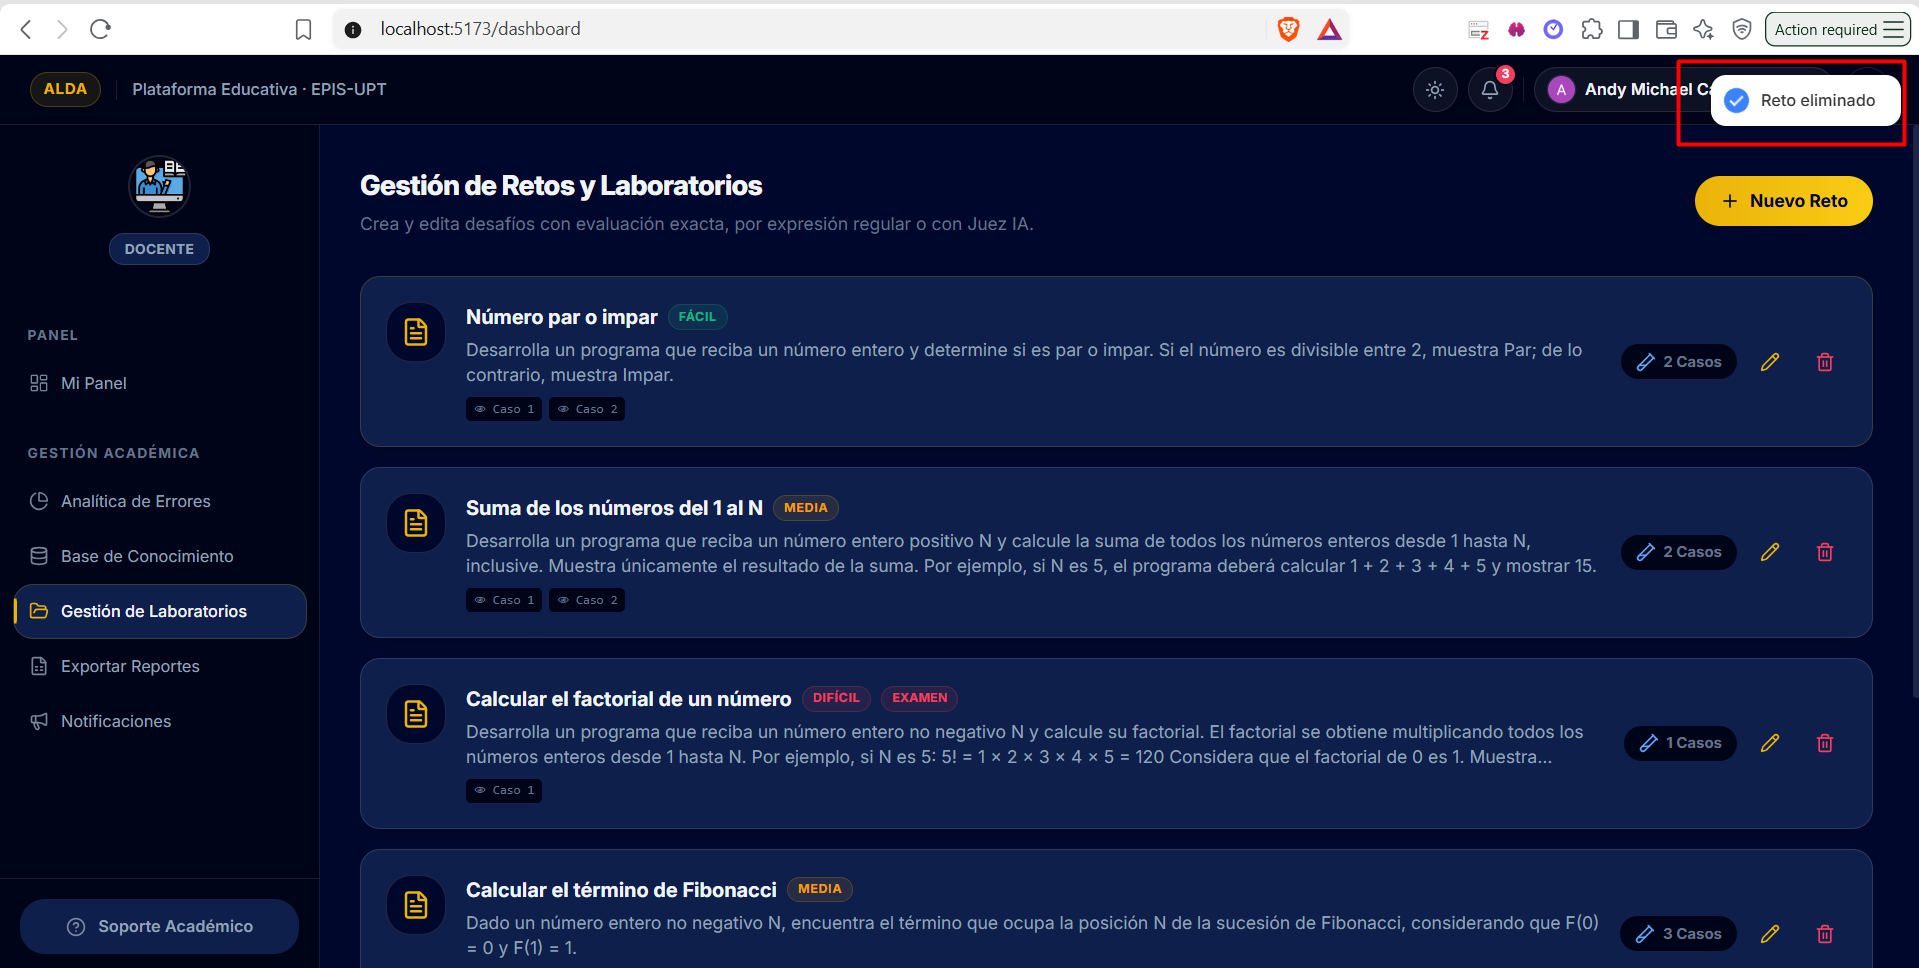 localhost:5173/dashboard
Action required
ALDA
Plataforma Educativa · EPIS-UPT
3
A
Andy Michael
Reto eliminado
DOCENTE
PANEL
Mi Panel
GESTIÓN ACADÉMICA
Analítica de Errores
Base de Conocimiento
Gestión de Laboratorios
Exportar Reportes
Notificaciones
Soporte Académico
Gestión de Retos y Laboratorios
Crea y edita desafíos con evaluación exacta, por expresión regular o con Juez IA.
+ Nuevo Reto
Número par o impar FÁCIL
Desarrolla un programa que reciba un número entero y determine si es par o impar. Si el número es divisible entre 2, muestra Par; de lo
contrario, muestra Impar.
Caso 1 Caso 2
2 Casos
Suma de los números del 1 al N MEDIA
Desarrolla un programa que reciba un número entero positivo N y calcule la suma de todos los números enteros desde 1 hasta N,
inclusive. Muestra únicamente el resultado de la suma. Por ejemplo, si N es 5, el programa deberá calcular 1 + 2 + 3 + 4 + 5 y mostrar 15.
Caso 1 Caso 2
2 Casos
Calcular el factorial de un número DIFÍCIL EXAMEN
Desarrolla un programa que reciba un número entero no negativo N y calcule su factorial. El factorial se obtiene multiplicando todos los
números enteros desde 1 hasta N. Por ejemplo, si N es 5: 5! = 1 × 2 × 3 × 4 × 5 = 120 Considera que el factorial de 0 es 1. Muestra...
Caso 1
1 Casos
Calcular el término de Fibonacci MEDIA
Dado un número entero no negativo N, encuentra el término que ocupa la posición N de la sucesión de Fibonacci, considerando que F(0)
= 0 y F(1) = 1.
3 Casos